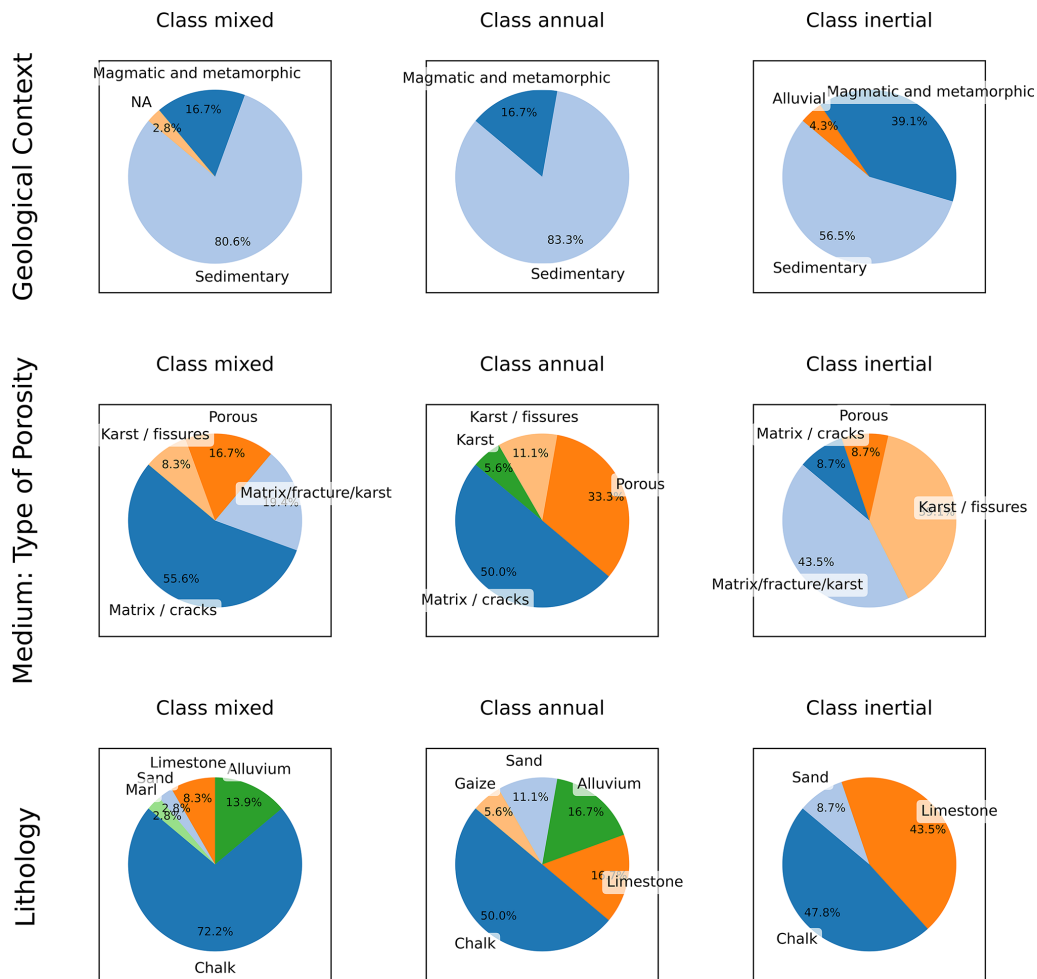 Class mixed
Class annual
Class inertial
Geological Context
Magmatic and metamorphic
NA
16.7%
2.8%
80.6%
Sedimentary
Magmatic and metamorphic
16.7%
83.3%
Sedimentary
Alluvial
Magmatic and metamorphic
4.3%
39.1%
56.5%
Sedimentary
Class mixed
Class annual
Class inertial
Medium: Type of Porosity
Porous
Karst / fissures
16.7%
8.3%
Matrix/fracture/karst
19.4%
55.6%
Matrix / cracks
Karst / fissures
Karst
11.1%
5.6%
Porous
33.3%
50.0%
Matrix / cracks
Porous
Matrix / cracks
8.7%
8.7%
Karst / fissures
39.1%
43.5%
Matrix/fracture/karst
Class mixed
Class annual
Class inertial
Lithology
Limestone
Alluvium
Sand
Marl
8.3%
13.9%
2.8%
2.8%
72.2%
Chalk
Sand
Gaize
Alluvium
11.1%
5.6%
16.7%
Limestone
50.0%
Chalk
Sand
8.7%
Limestone
43.5%
47.8%
Chalk